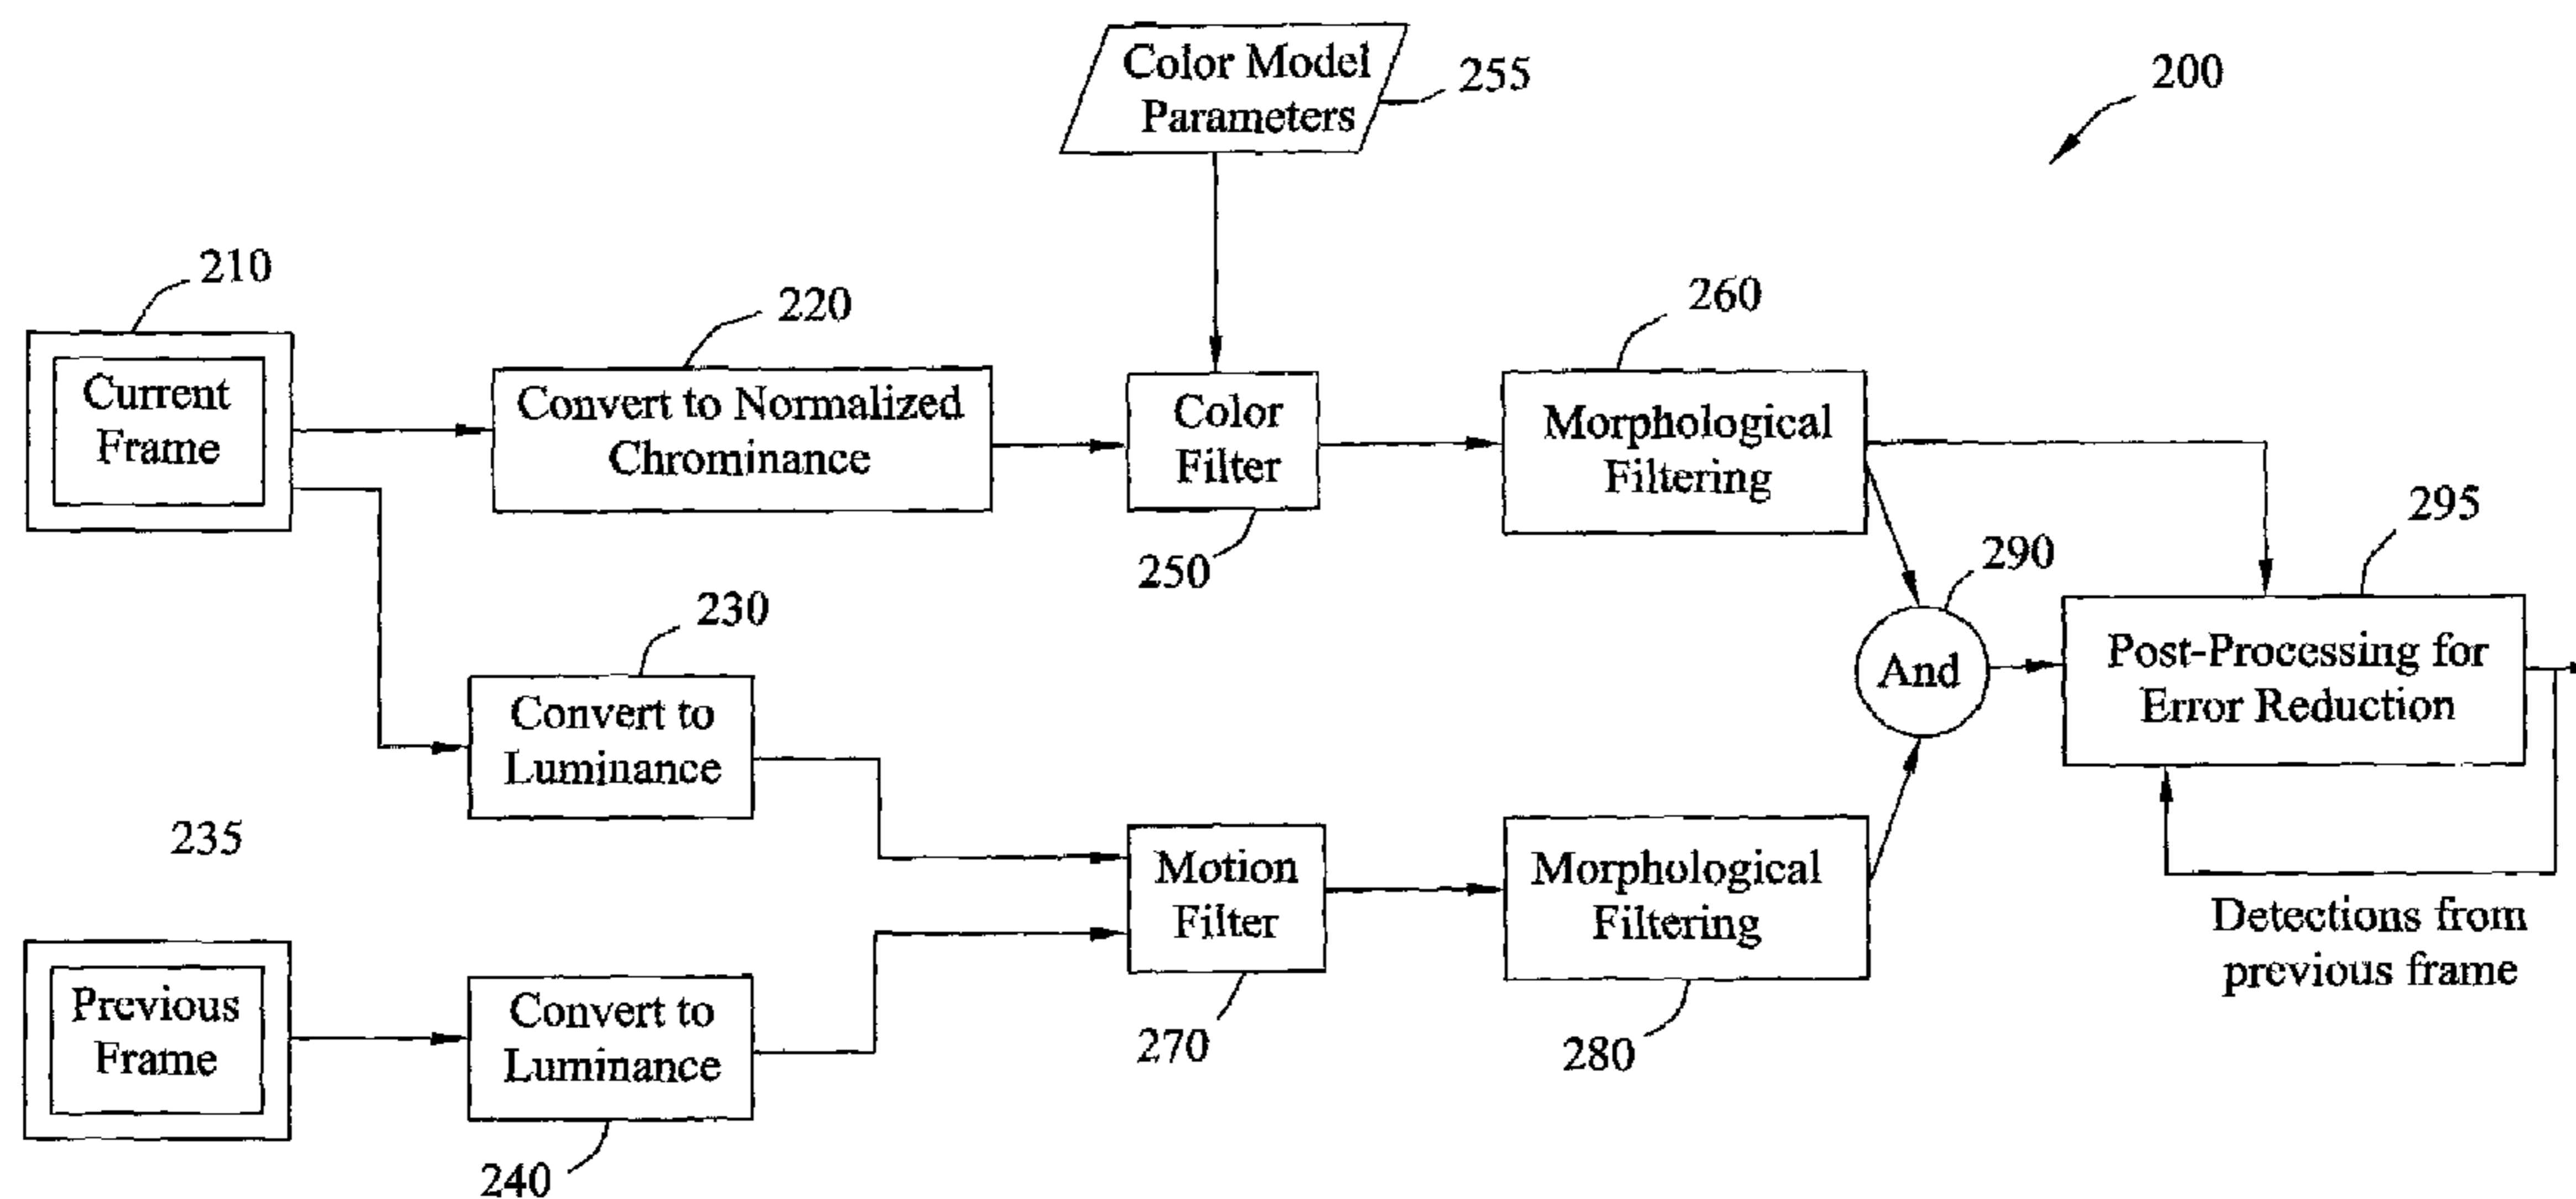 Color Model
Parameters
255
200
210
220
260
Current
Frame
Convert to Normalized
Chrominance
Color
Filter
Morphological
Filtering
250
290
295
230
And
Post-Processing for
Error Reduction
Convert to
Luminance
235
Motion
Filter
Morphological
Filtering
Detections from
previous frame
Previous
Frame
Convert to
Luminance
270
280
240